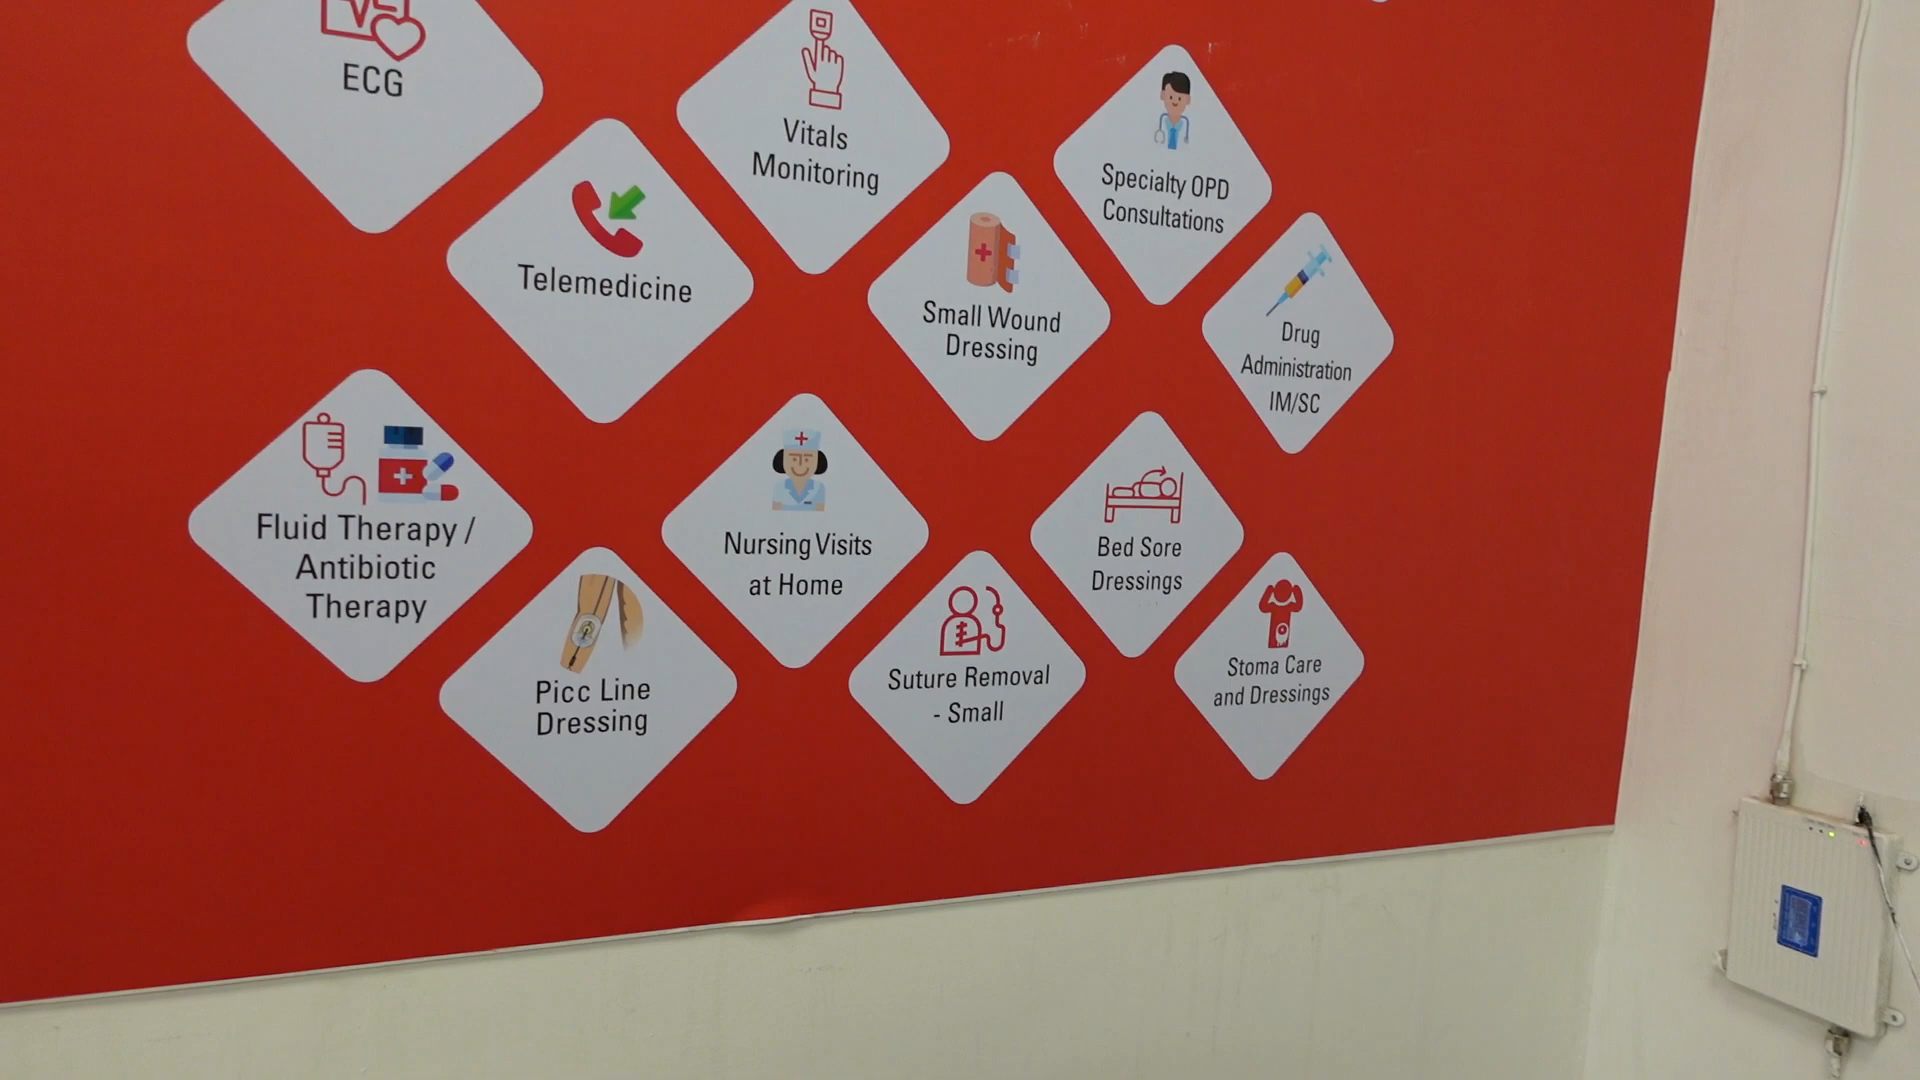 ECG
Vitals
Monitoring
Specialty OPD
Consultations
Telemedicine
Small Wound
Dressing
Drug
Administration
IM/SC
Fluid Therapy /
Antibiotic
Therapy
Nursing Visits
at Home
Bed Sore
Dressings
Picc Line
Dressing
Suture Removal
- Small
Stoma Care
and Dressings